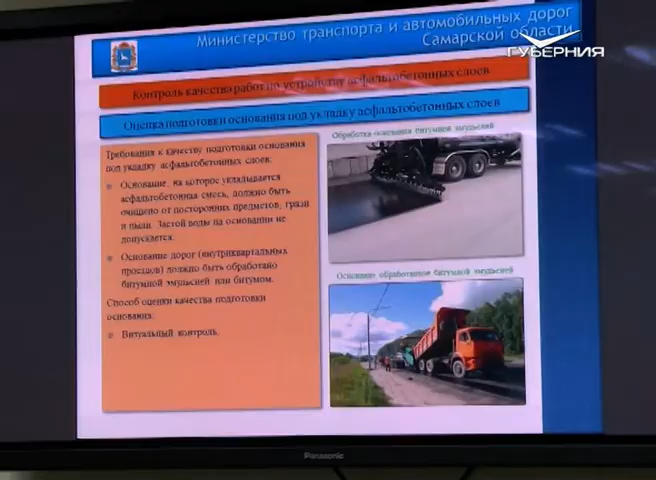 Министерство транспорта и автомобильных дорог
Самарской области
ГУБЕРНИЯ
Контроль качества работ по устройству асфальтобетонных слоев
Оценка подготовки основания под укладку асфальтобетонных слоев
Требования к качеству подготовки основания
под укладку асфальтобетонных слоев:
Основание, на которое укладывается
асфальтобетонная смесь, должно быть
очищено от посторонних предметов, грязи
и пыли. Застой воды на основании не
допускается.
Основание дорог (внутриквартальных
проездов) должно быть обработано
битумной эмульсией или битумом.
Способ оценки качества подготовки
основания:
Визуальный контроль.
Обработка основания битумной эмульсией
Основание обработанное битумной эмульсией
Panasonic